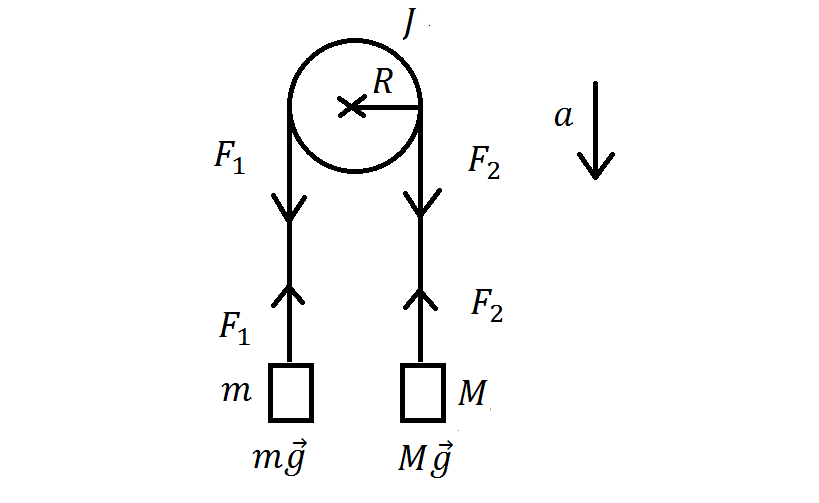 J
R
a
F₁ F₂
F₁ F₂
m M
mg⃗ Mg⃗